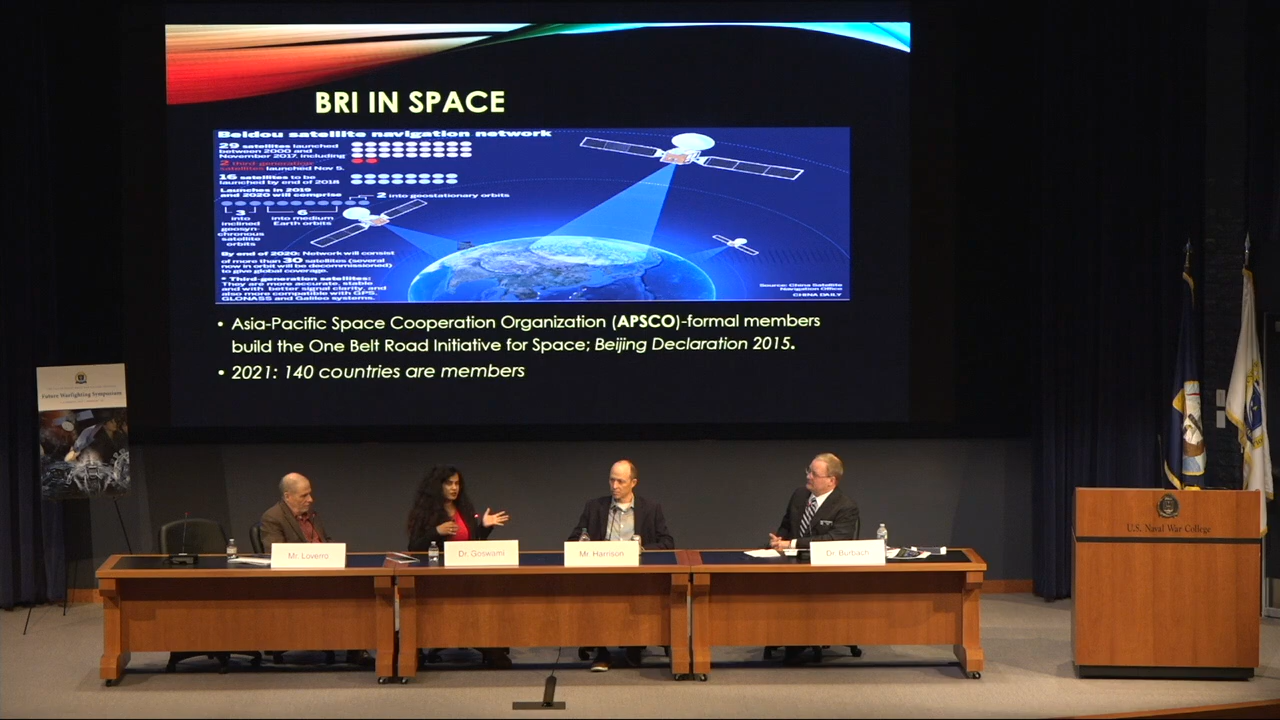 BRI IN SPACE
Beidou satellite navigation network
29 satellites launched
between 2000 and
November 2017, including
2 third-generation
satellites launched Nov 5.
16 satellites to be
launched by end of 2018
Launches in 2019
and 2020 will comprise
2 into geostationary orbits
3
into
inclined
geosyn-
chronous
satellite
orbits
6
into medium
Earth orbits
By end of 2020: Network will consist
of more than 30 satellites (several
now in orbit will be decommissioned)
to give global coverage.
* Third-generation satellites:
They are more accurate, stable
and with better signal clarity, and
also more compatible with GPS,
GLONASS and Galileo systems.
Source: China Satellite
Navigation Office
CHINA DAILY
• Asia-Pacific Space Cooperation Organization (APSCO)-formal members
build the One Belt Road Initiative for Space; Beijing Declaration 2015.
• 2021: 140 countries are members
Future Warfighting Symposium
Mr. Loverro
Dr. Goswami
Mr. Harrison
Dr. Burbach
U.S. Naval War College